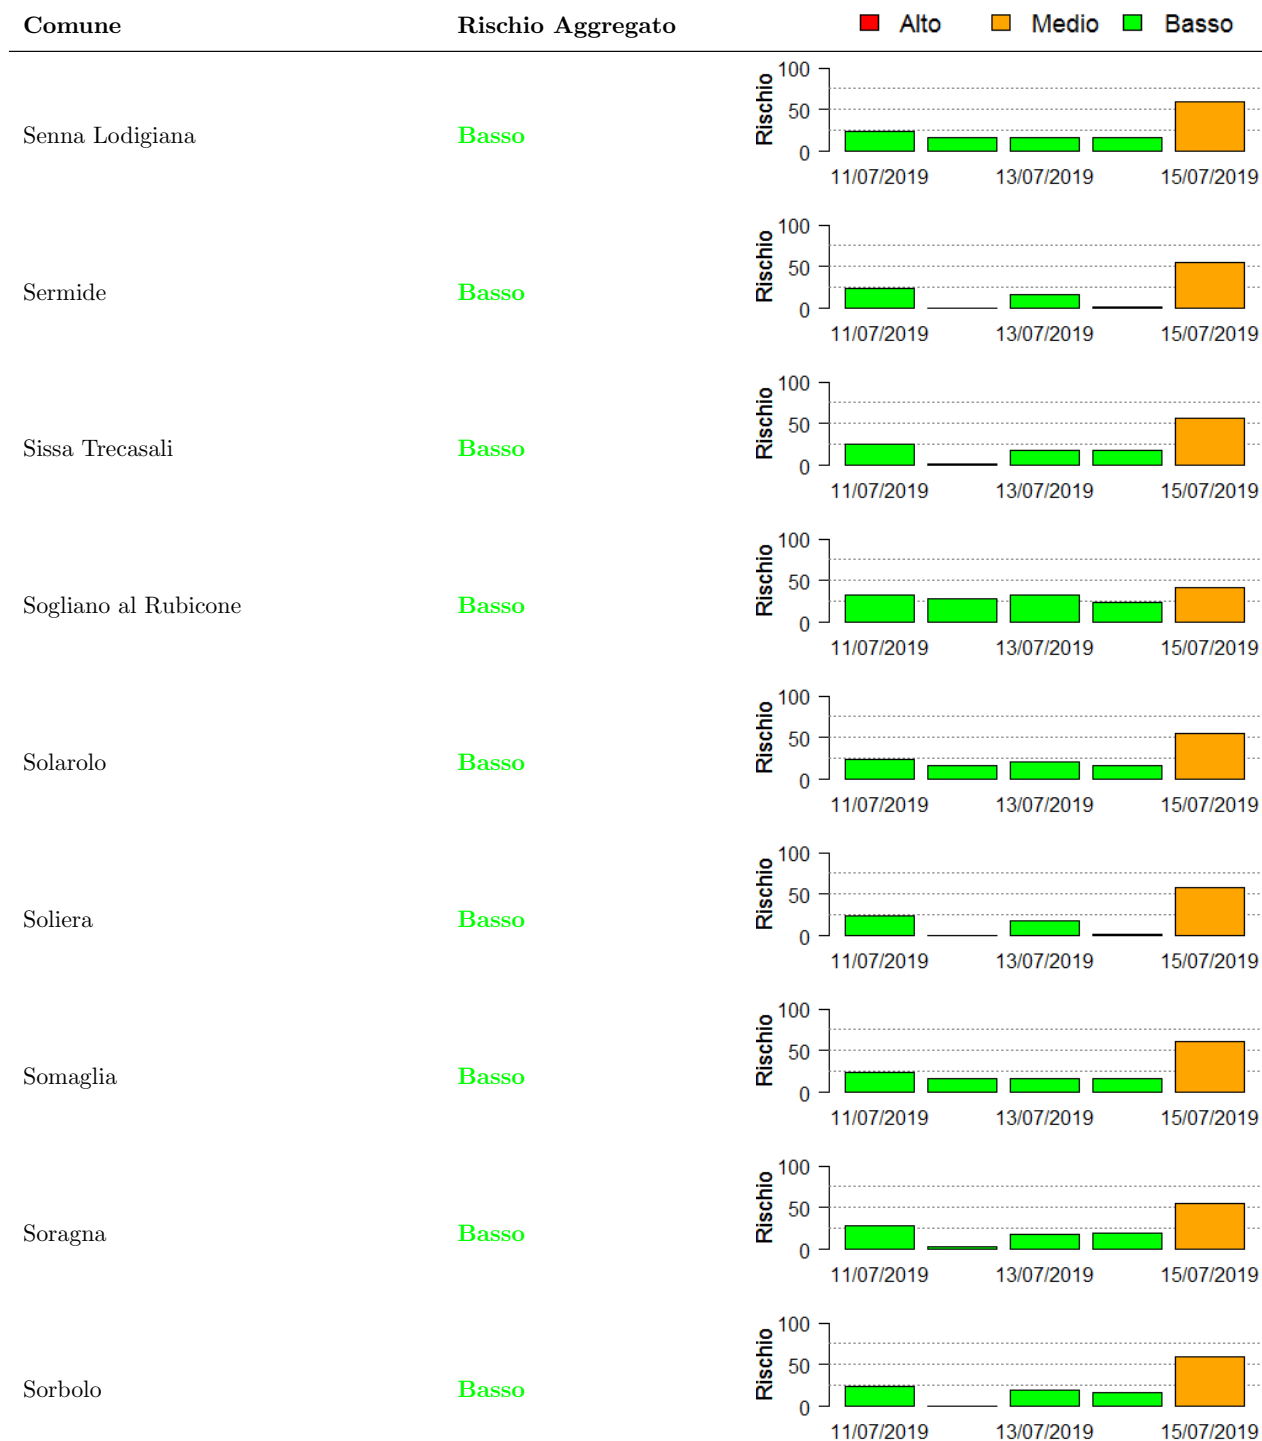 Comune Rischio Aggregato Alto Medio Basso
100
50
0
Rischio
Senna Lodigiana Basso
11/07/2019 13/07/2019 15/07/2019
100
50
0
Rischio
Sermide Basso
11/07/2019 13/07/2019 15/07/2019
100
50
0
Rischio
Sissa Trecasali Basso
11/07/2019 13/07/2019 15/07/2019
100
50
0
Rischio
Sogliano al Rubicone Basso
11/07/2019 13/07/2019 15/07/2019
100
50
0
Rischio
Solarolo Basso
11/07/2019 13/07/2019 15/07/2019
100
50
0
Rischio
Soliera Basso
11/07/2019 13/07/2019 15/07/2019
100
50
0
Rischio
Somaglia Basso
11/07/2019 13/07/2019 15/07/2019
100
50
0
Rischio
Soragna Basso
11/07/2019 13/07/2019 15/07/2019
100
50
0
Rischio
Sorbolo Basso
11/07/2019 13/07/2019 15/07/2019